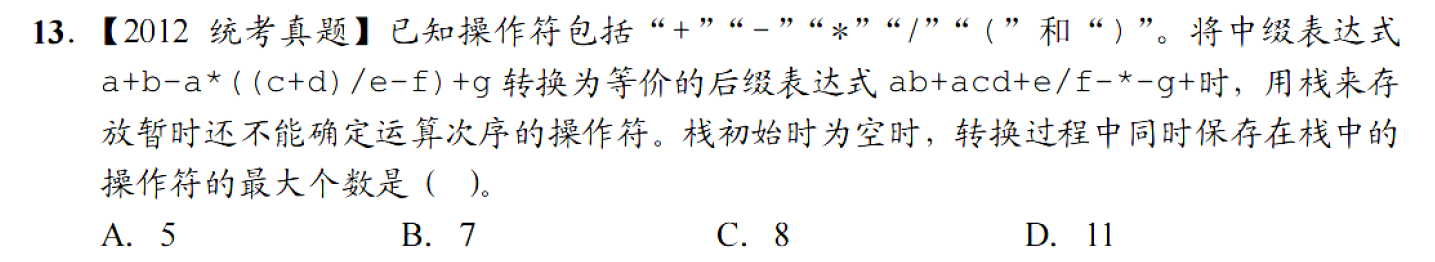 13. 【2012 统考真题】已知操作符包括“+”“-”“*”“/”“(”和“)”。将中缀表达式
a+b-a*((c+d)/e-f)+g 转换为等价的后缀表达式 ab+acd+e/f-*-g+时，用栈来存
放暂时还不能确定运算次序的操作符。栈初始时为空时，转换过程中同时保存在栈中的
操作符的最大个数是（ ）。
A. 5 B. 7 C. 8 D. 11